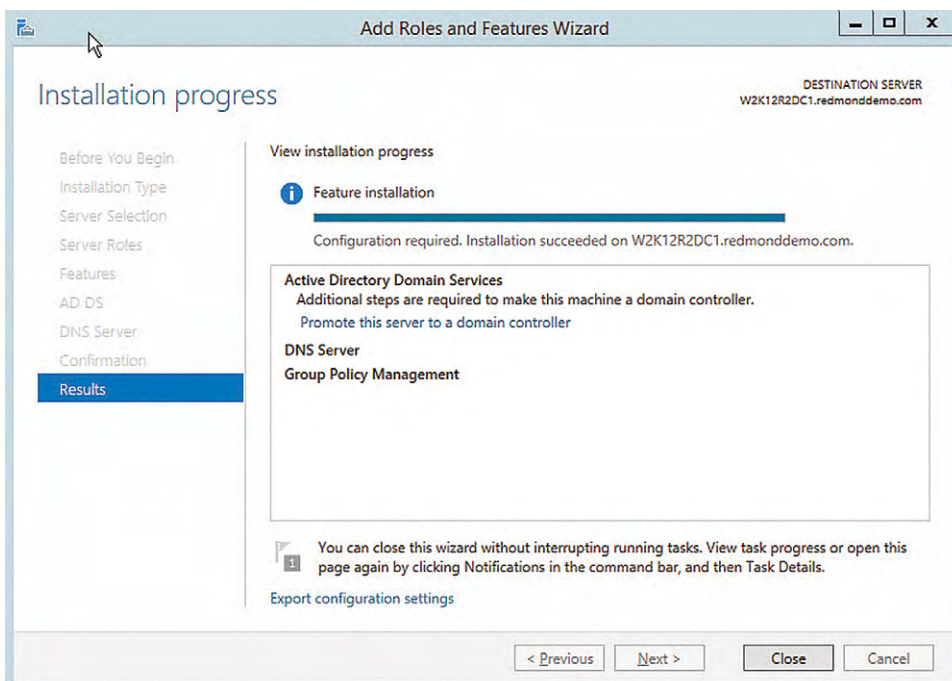 Add Roles and Features Wizard
Installation progress
DESTINATION SERVER
W2K12R2DC1.redmonddemo.com
Before You Begin
Installation Type
Server Selection
Server Roles
Features
AD DS
DNS Server
Confirmation
Results
View installation progress
Feature installation
Configuration required. Installation succeeded on W2K12R2DC1.redmonddemo.com.
Active Directory Domain Services
Additional steps are required to make this machine a domain controller.
Promote this server to a domain controller
DNS Server
Group Policy Management
1
You can close this wizard without interrupting running tasks. View task progress or open this
page again by clicking Notifications in the command bar, and then Task Details.
Export configuration settings
< Previous
Next >
Close
Cancel